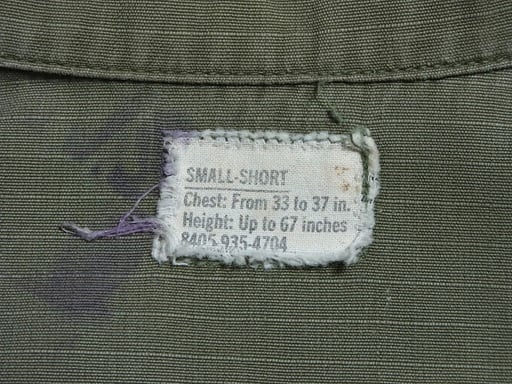 SMALL-SHORT
Chest: From 33 to 37 in.
Height: Up to 67 inches
8405-935-4704